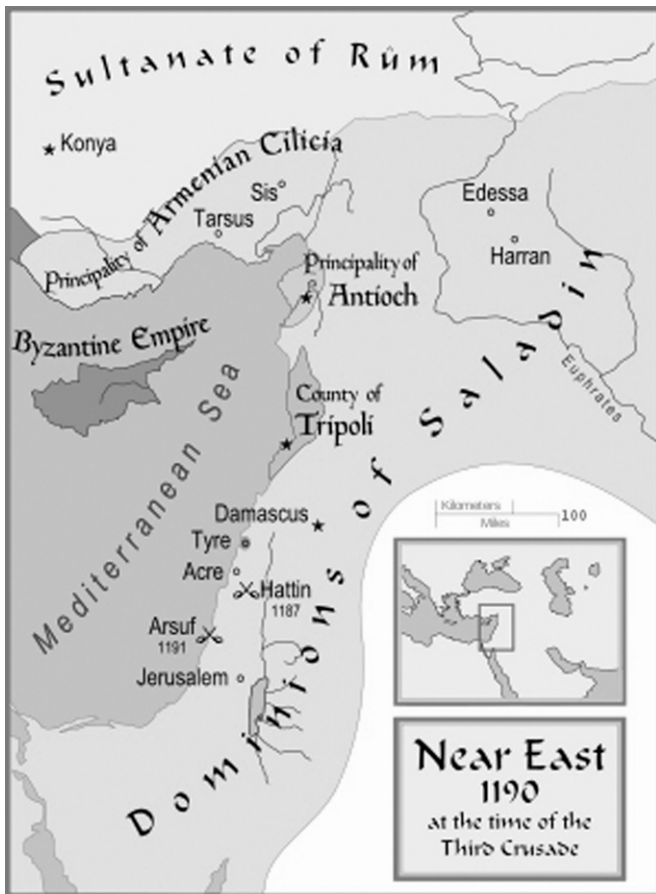 Sultanate of Rûm
Konya
Principality of Armenian Cilicia
Sis
Tarsus
Edessa
Harran
Principality of
Antioch
Byzantine Empire
Mediterranean Sea
County of
Tripoli
Dominions of Saladin
Euphrates
Damascus
Tyre
Acre
Hattin
1187
Arsuf
1191
Jerusalem
Kilometers
Miles
100
Near East
1190
at the time of the
Third Crusade